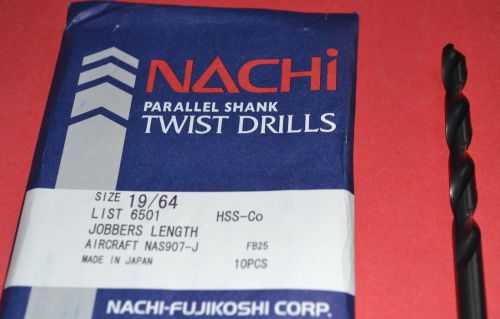 NACHi
PARALLEL SHANK
TWIST DRILLS
SIZE 19/64
LIST 6501 HSS-Co
JOBBERS LENGTH
AIRCRAFT NAS907-J FB25
MADE IN JAPAN 10PCS
NACHI-FUJIKOSHI CORP.